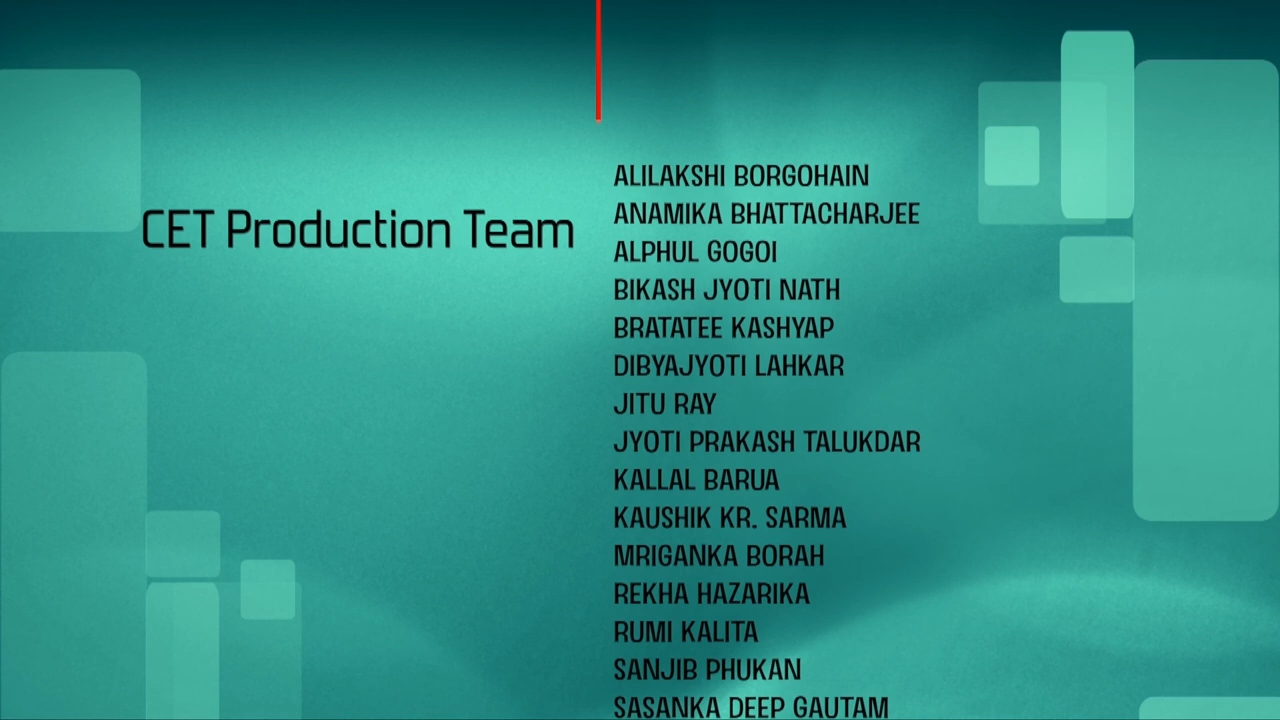 CET Production Team
ALILAKSHI BORGOHAIN
ANAMIKA BHATTACHARJEE
ALPHUL GOGOI
BIKASH JYOTI NATH
BRATATEE KASHYAP
DIBYAJYOTI LAHKAR
JITU RAY
JYOTI PRAKASH TALUKDAR
KALLAL BARUA
KAUSHIK KR. SARMA
MRIGANKA BORAH
REKHA HAZARIKA
RUMI KALITA
SANJIB PHUKAN
SASANKA DEEP GAUTAM